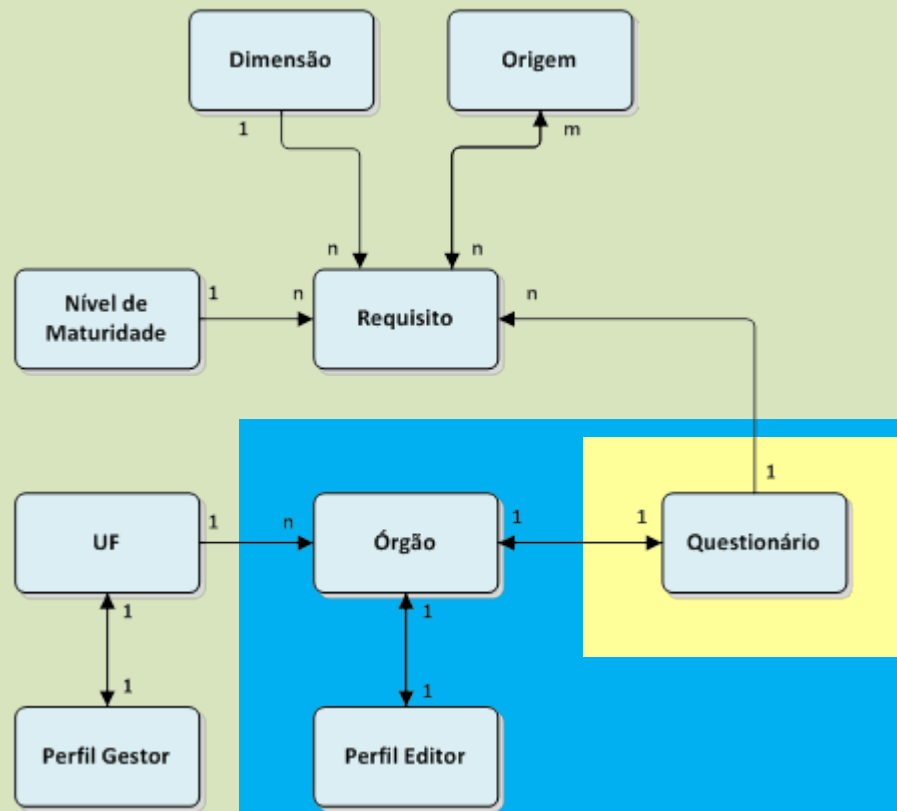 Dimensão
Origem
1
m
n
n
Nível de
Maturidade
1
n
Requisito
n
UF
1
n
Órgão
1
1
1
Questionário
1
1
1
1
Perfil Gestor
Perfil Editor